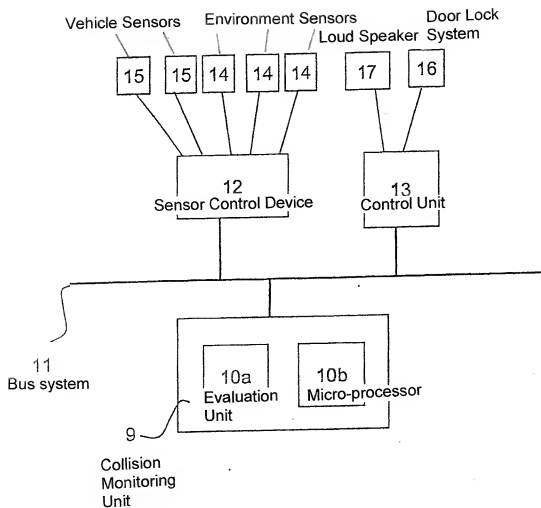 Vehicle Sensors
Environment Sensors
Loud Speaker
Door Lock
System
15
15
14
14
14
17
16
12
Sensor Control Device
13
Control Unit
11
Bus system
10a
Evaluation
Unit
10b
Micro-processor
9
Collision
Monitoring
Unit